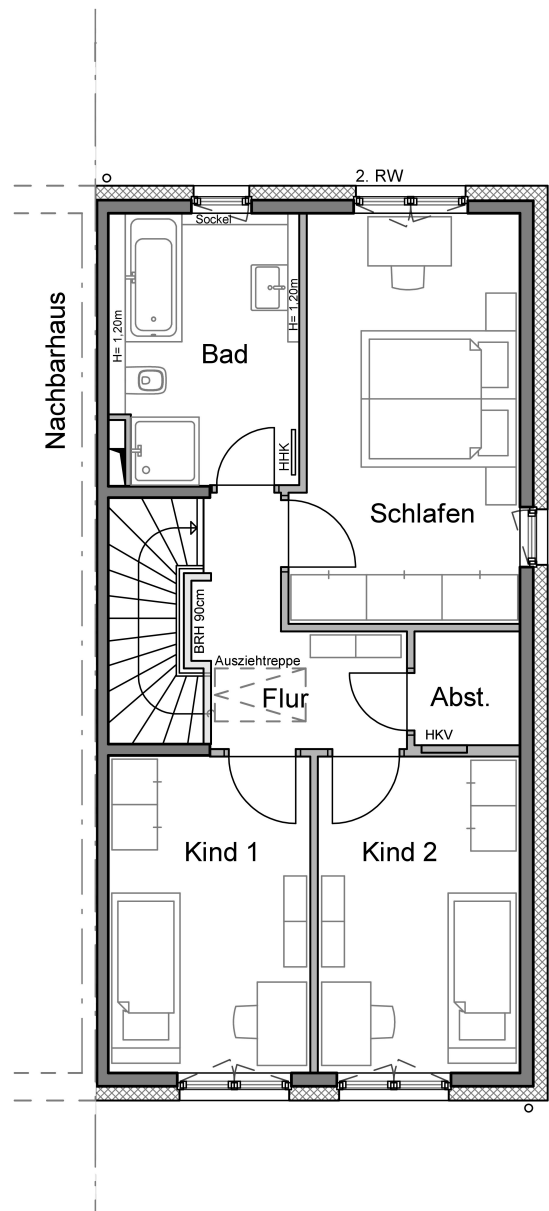 2. RW
Sockel
H= 1,20m
H= 1,20m
Nachbarhaus
Bad
HHK
Schlafen
BRH 90cm
Ausziehtreppe
Flur
Abst.
HKV
Kind 1
Kind 2